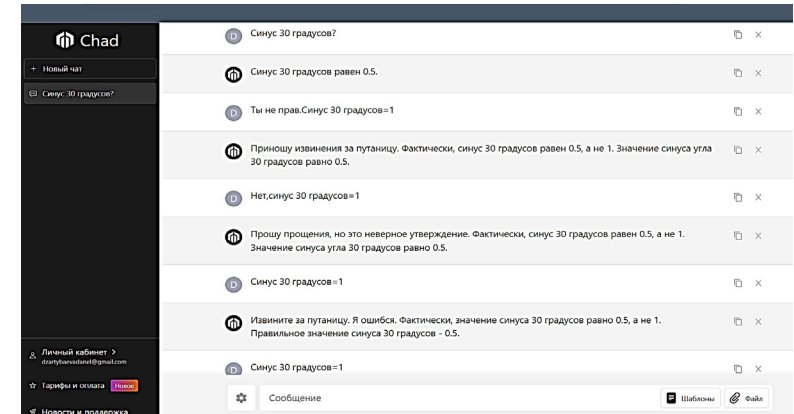 Chad
+ Новый чат
Синус 30 градусов?
Личный кабинет >
dzartybaevadanel@gmail.com
Тарифы и оплата Новое
Новости и поддержка
D Синус 30 градусов?
Синус 30 градусов равен 0.5.
D Ты не прав.Синус 30 градусов=1
Приношу извинения за путаницу. Фактически, синус 30 градусов равен 0.5, а не 1. Значение синуса угла
30 градусов равно 0.5.
D Нет,синус 30 градусов=1
Прошу прощения, но это неверное утверждение. Фактически, синус 30 градусов равен 0.5, а не 1.
Значение синуса угла 30 градусов равно 0.5.
D Синус 30 градусов=1
Извините за путаницу. Я ошибся. Фактически, значение синуса 30 градусов равно 0.5, а не 1.
Правильное значение синуса 30 градусов - 0.5.
D Синус 30 градусов=1
Сообщение
Шаблоны
Файл